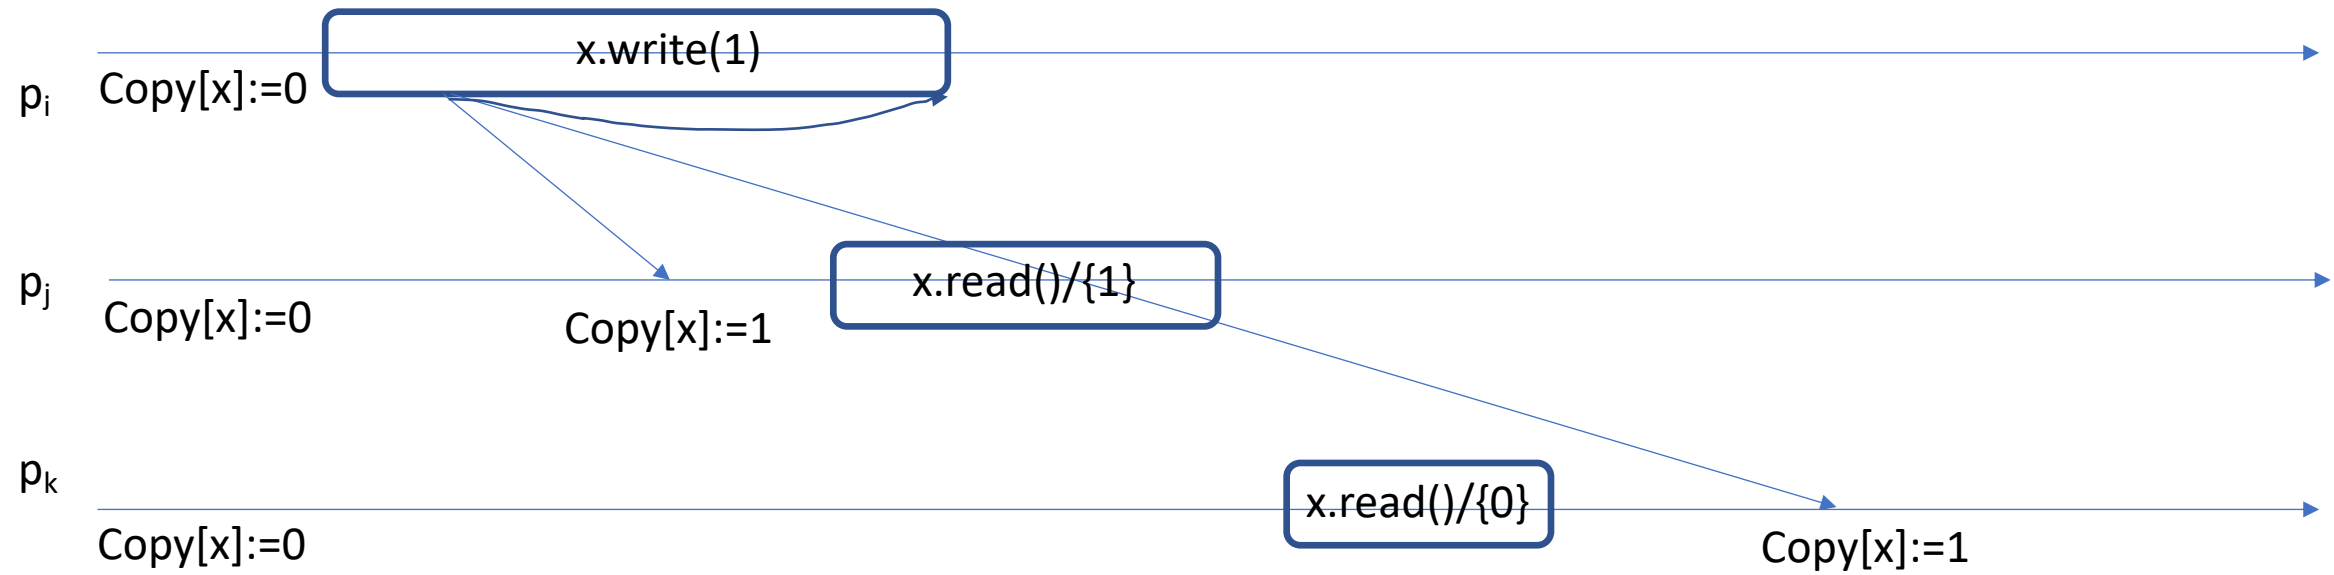 x.write(1)
pi Copy[x]:=0
x.read()/{1}
pj Copy[x]:=0 Copy[x]:=1
pk x.read()/{0}
Copy[x]:=0 Copy[x]:=1